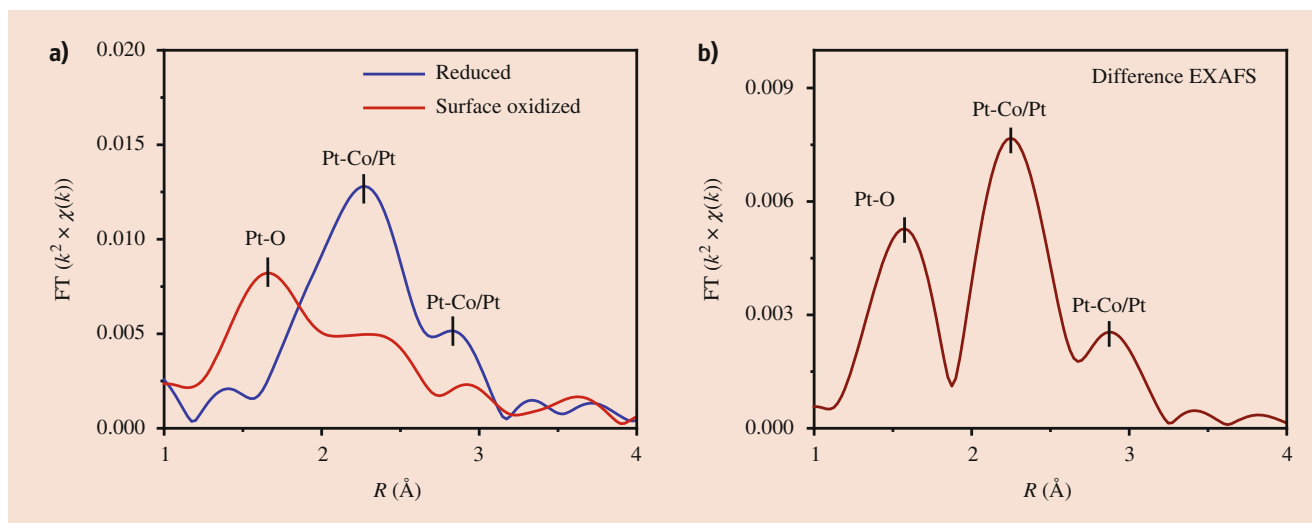 a)
0.020
0.015
0.010
0.005
0.000
FT (k² × χ(k))
Reduced
Surface oxidized
Pt-Co/Pt
Pt-O
Pt-Co/Pt
1
2
3
4
R (Å)
b)
0.009
0.006
0.003
0.000
FT (k² × χ(k))
Difference EXAFS
Pt-Co/Pt
Pt-O
Pt-Co/Pt
1
2
3
4
R (Å)